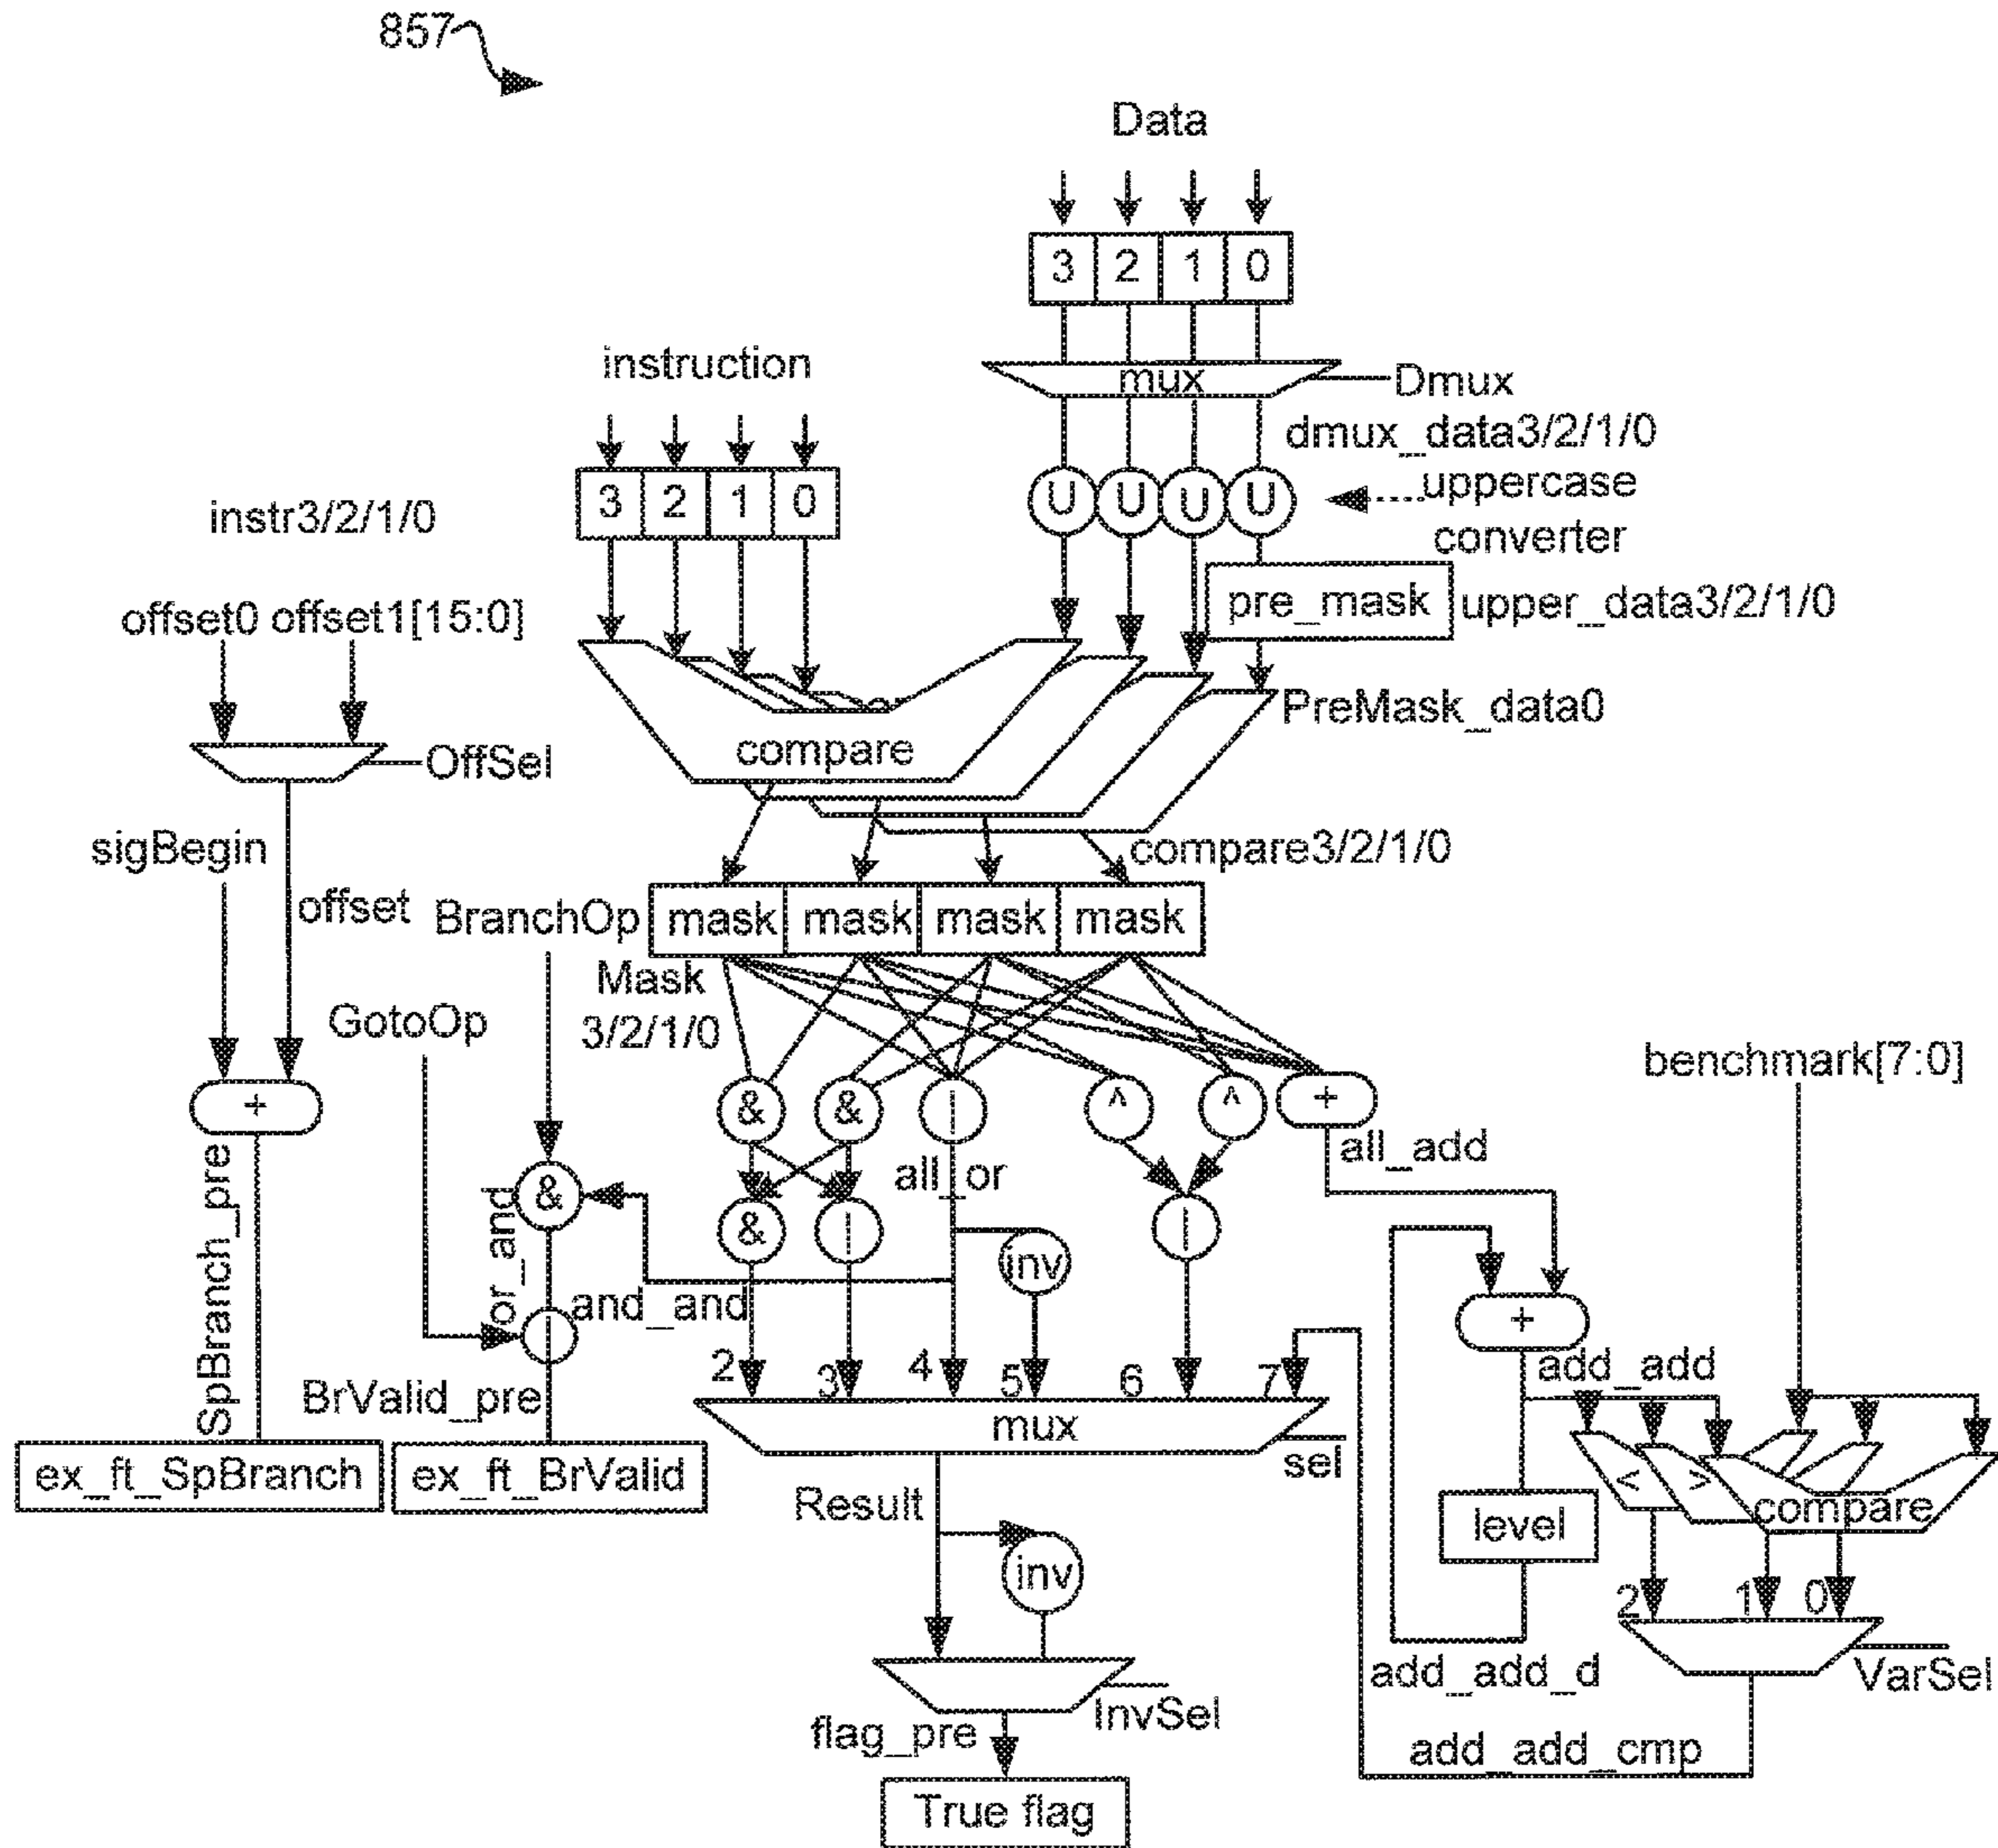 857
Data
3 2 1 0
instruction
mux
Dmux
dmux_data3/2/1/0
3 2 1 0
U U U U
uppercase
converter
instr3/2/1/0
offset0 offset1[15:0]
pre_mask
upper_data3/2/1/0
PreMask_data0
compare
OffSel
sigBegin
compare3/2/1/0
offset
BranchOp
mask mask mask mask
Mask
3/2/1/0
GotoOp
benchmark[7:0]
+
& & | ^ ^ +
all_add
SpBranch_pre
&
or_and
all_or
& | |
inv
and_and
+
2 3 4 5 6 7
add_add
BrValid_pre
mux
sel
ex_ft_SpBranch
ex_ft_BrValid
< > compare
Result
level
inv
2 1 0
add_add_d
VarSel
InvSel
flag_pre
add_add_cmp
True flag